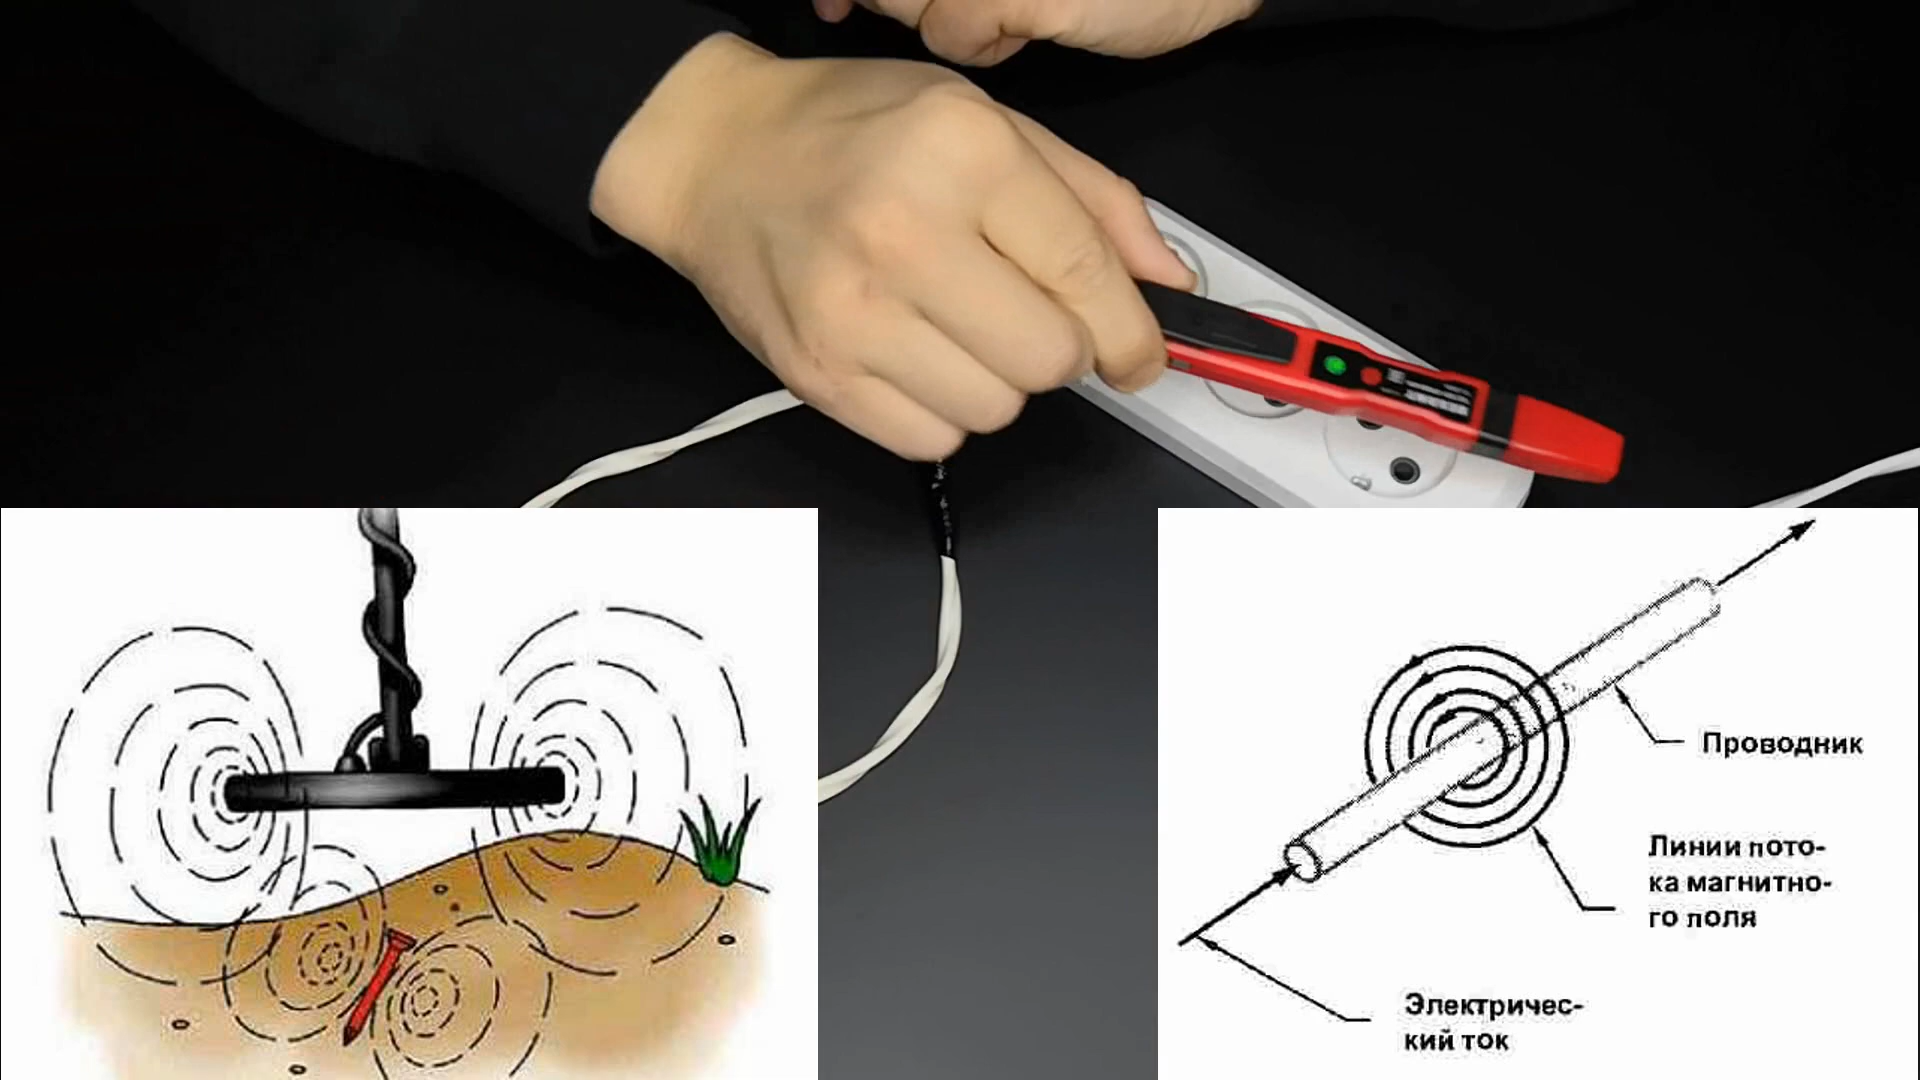 Проводник
Линии пото-
ка магнитно-
го поля
Электричес-
кий ток